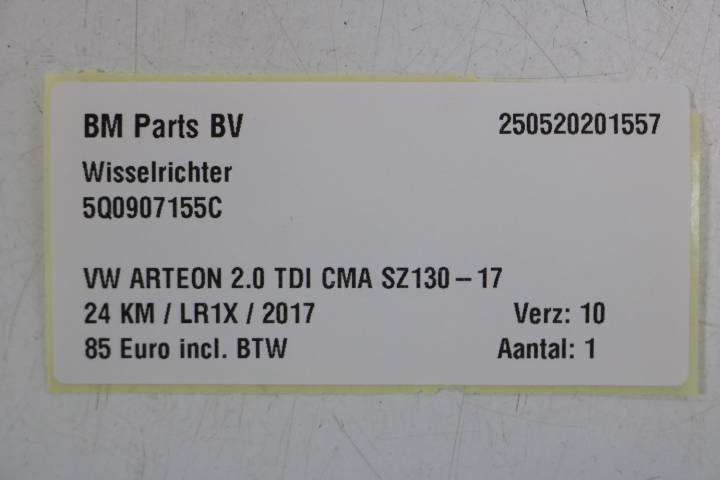 BM Parts BV 250520201557
Wisselrichter
5Q0907155C
VW ARTEON 2.0 TDI CMA SZ130 – 17
24 KM / LR1X / 2017 Verz: 10
85 Euro incl. BTW Aantal: 1